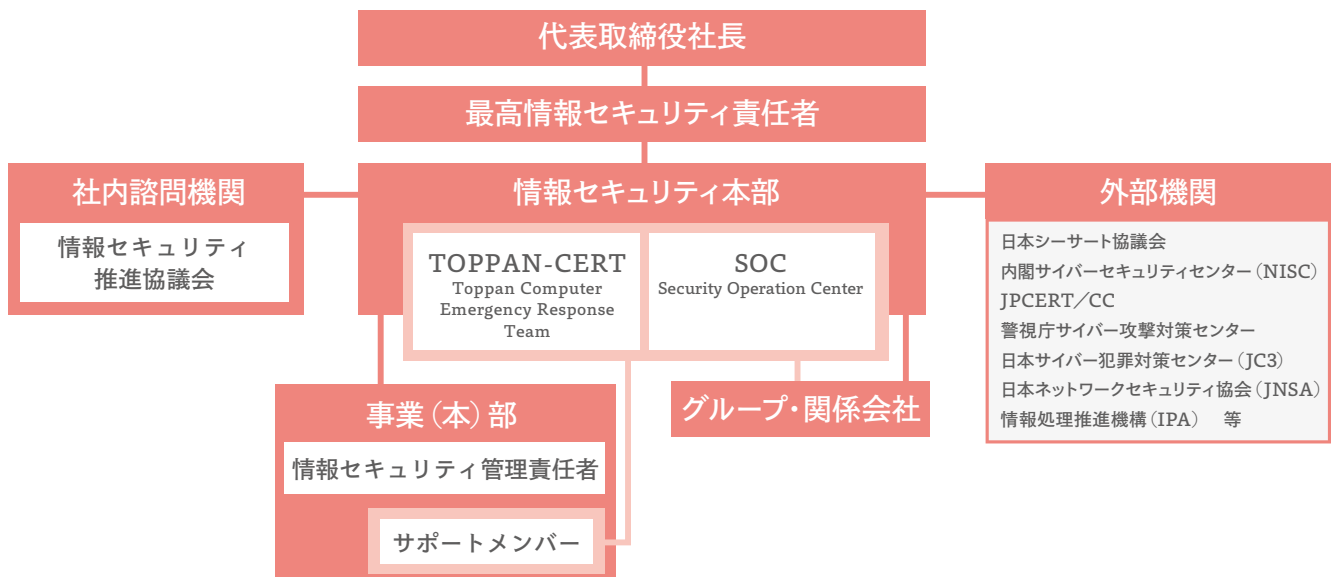 代表取締役社長
最高情報セキュリティ責任者
社内諮問機関
情報セキュリティ
推進協議会
情報セキュリティ本部
TOPPAN-CERT
Toppan Computer
Emergency Response
Team
SOC
Security Operation Center
外部機関
日本シーサート協議会
内閣サイバーセキュリティセンター（NISC）
JPCERT／CC
警視庁サイバー攻撃対策センター
日本サイバー犯罪対策センター（JC3）
日本ネットワークセキュリティ協会（JNSA）
情報処理推進機構（IPA）　等
事業（本）部
情報セキュリティ管理責任者
サポートメンバー
グループ・関係会社